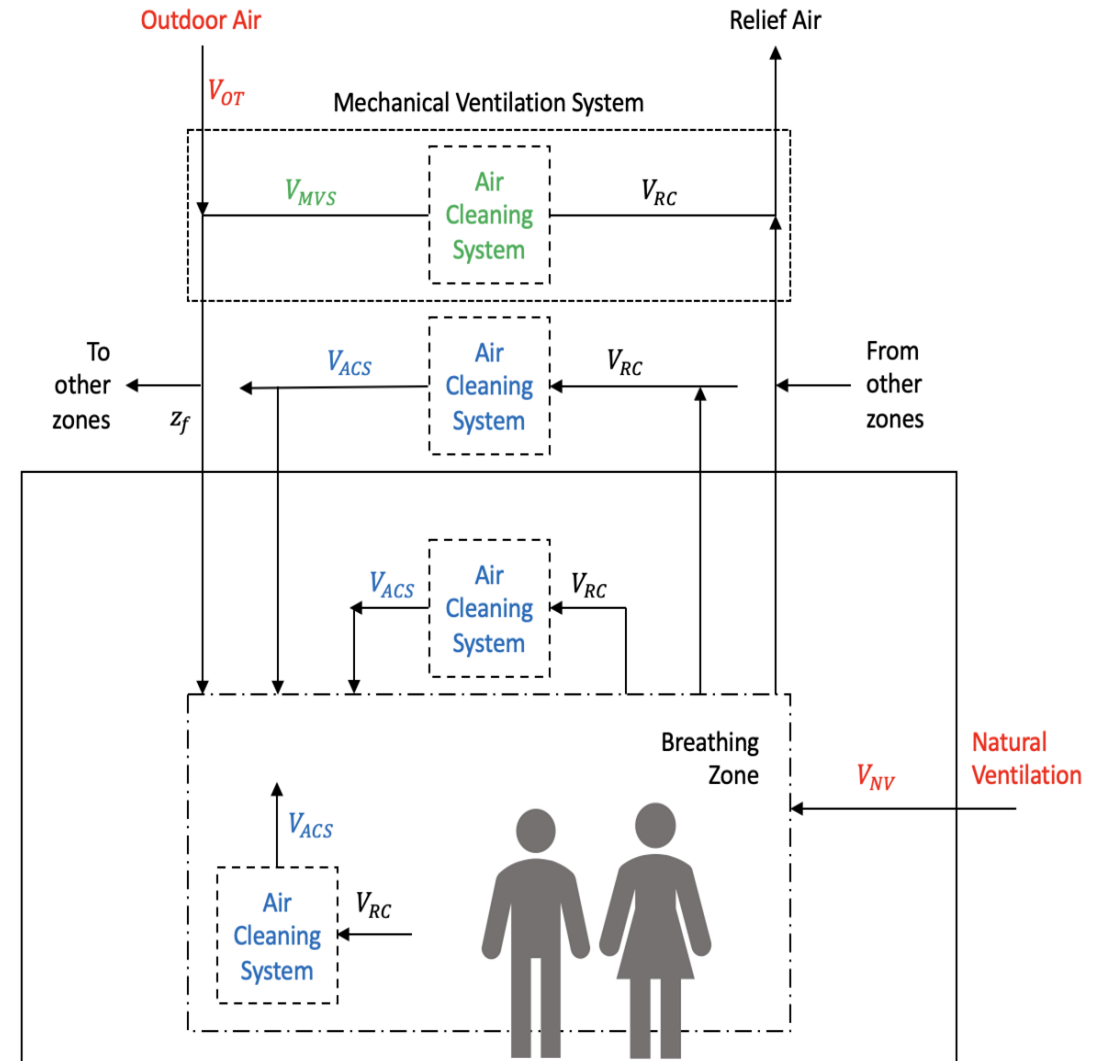 Outdoor Air
Relief Air
V_OT
Mechanical Ventilation System
V_MVS
Air
Cleaning
System
V_RC
To
other
zones
z_f
V_ACS
Air
Cleaning
System
V_RC
From
other
zones
V_ACS
Air
Cleaning
System
V_RC
Breathing
Zone
Natural
Ventilation
V_NV
V_ACS
Air
Cleaning
System
V_RC